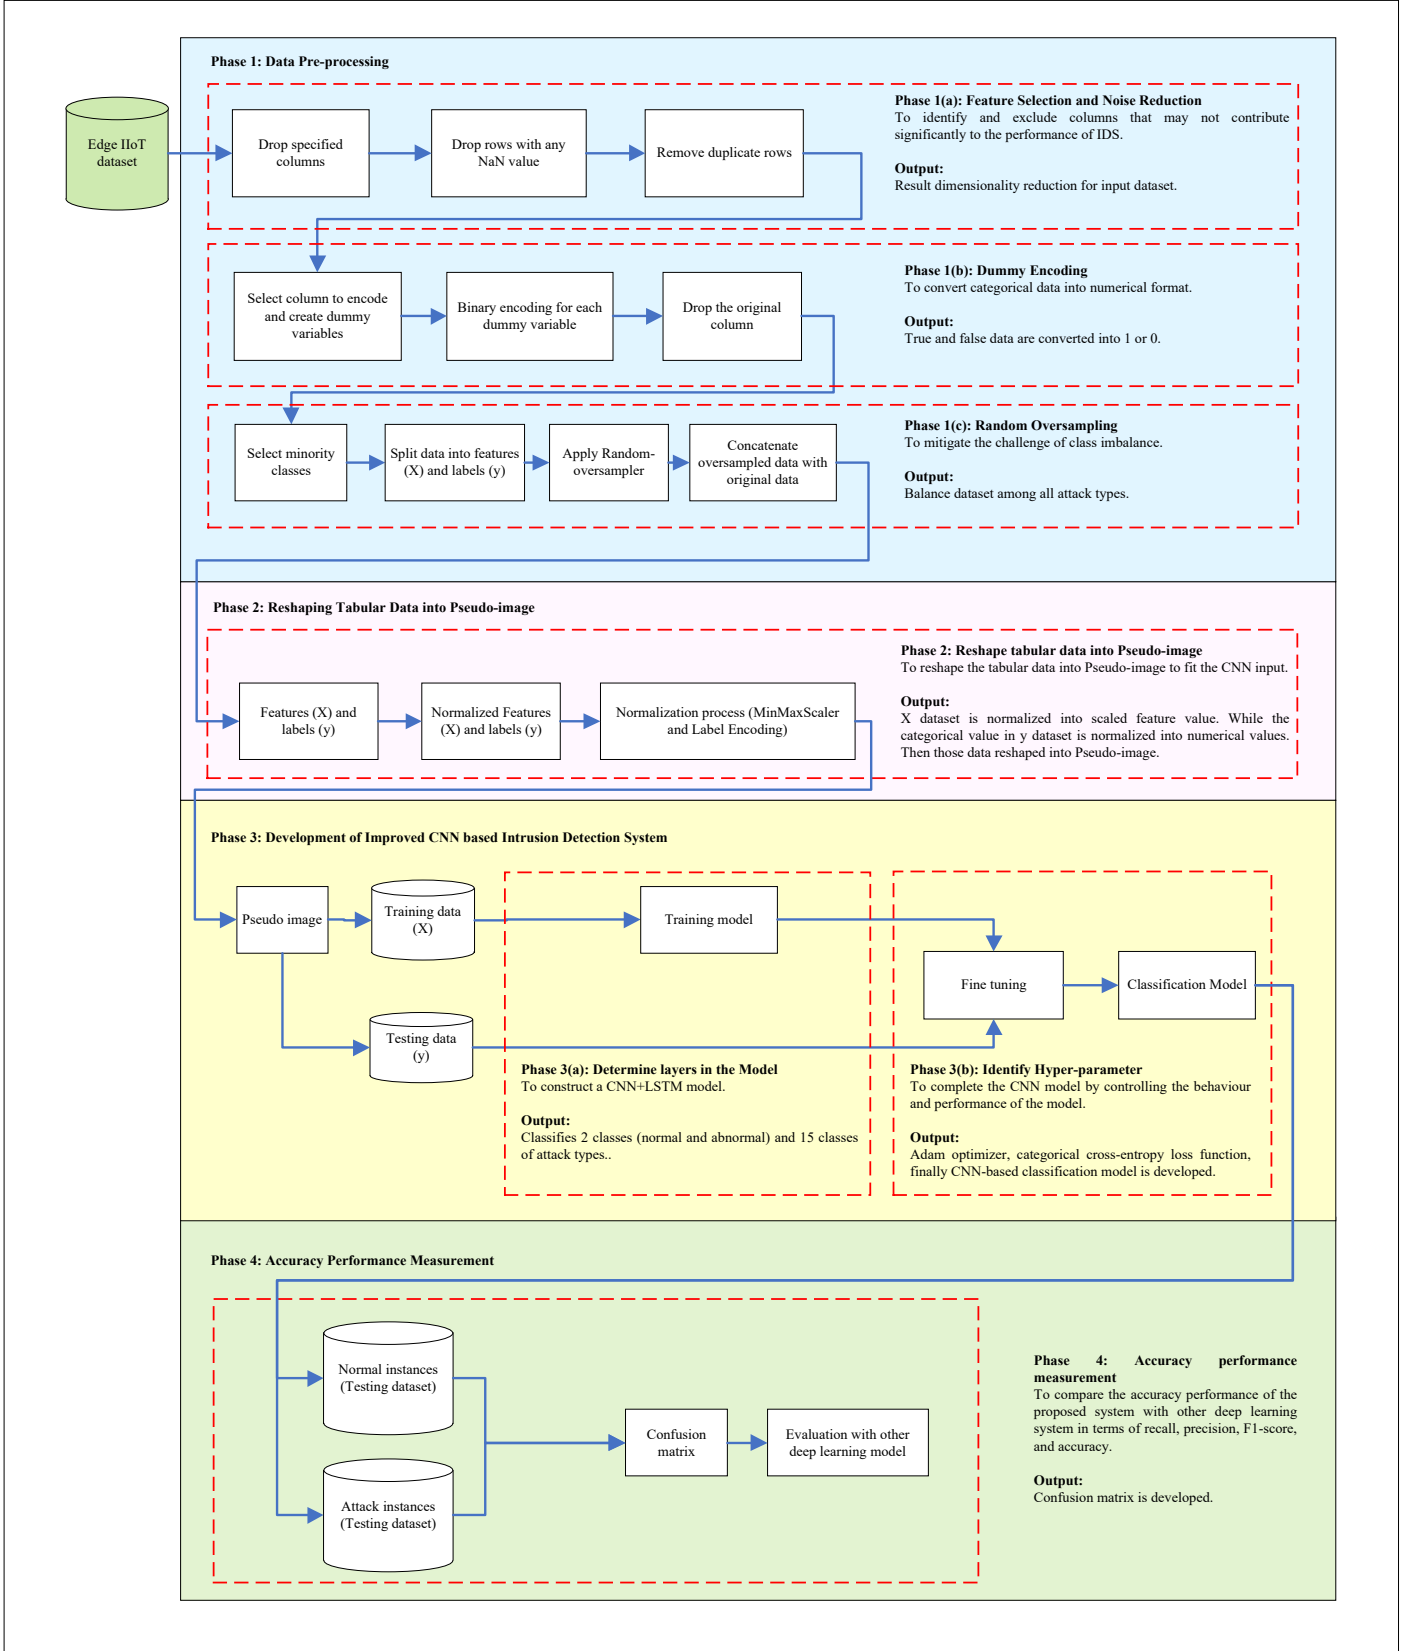 Phase 1: Data Pre-processing
Edge IIoT
dataset
Drop specified
columns
Drop rows with any
NaN value
Remove duplicate rows
Phase 1(a): Feature Selection and Noise Reduction
To identify and exclude columns that may not contribute
significantly to the performance of IDS.
Output:
Result dimensionality reduction for input dataset.
Select column to encode
and create dummy
variables
Binary encoding for each
dummy variable
Drop the original
column
Phase 1(b): Dummy Encoding
To convert categorical data into numerical format.
Output:
True and false data are converted into 1 or 0.
Select minority
classes
Split data into features
(X) and labels (y)
Apply Random-
oversampler
Concatenate
oversampled data with
original data
Phase 1(c): Random Oversampling
To mitigate the challenge of class imbalance.
Output:
Balance dataset among all attack types.
Phase 2: Reshaping Tabular Data into Pseudo-image
Features (X) and
labels (y)
Normalized Features
(X) and labels (y)
Normalization process (MinMaxScaler
and Label Encoding)
Phase 2: Reshape tabular data into Pseudo-image
To reshape the tabular data into Pseudo-image to fit the CNN input.
Output:
X dataset is normalized into scaled feature value. While the
categorical value in y dataset is normalized into numerical values.
Then those data reshaped into Pseudo-image.
Phase 3: Development of Improved CNN based Intrusion Detection System
Pseudo image
Training data
(X)
Training model
Fine tuning
Classification Model
Testing data
(y)
Phase 3(a): Determine layers in the Model
To construct a CNN+LSTM model.
Output:
Classifies 2 classes (normal and abnormal) and 15 classes
of attack types..
Phase 3(b): Identify Hyper-parameter
To complete the CNN model by controlling the behaviour
and performance of the model.
Output:
Adam optimizer, categorical cross-entropy loss function,
finally CNN-based classification model is developed.
Phase 4: Accuracy Performance Measurement
Normal instances
(Testing dataset)
Attack instances
(Testing dataset)
Confusion
matrix
Evaluation with other
deep learning model
Phase 4: Accuracy performance
measurement
To compare the accuracy performance of the
proposed system with other deep learning
system in terms of recall, precision, F1-score,
and accuracy.
Output:
Confusion matrix is developed.